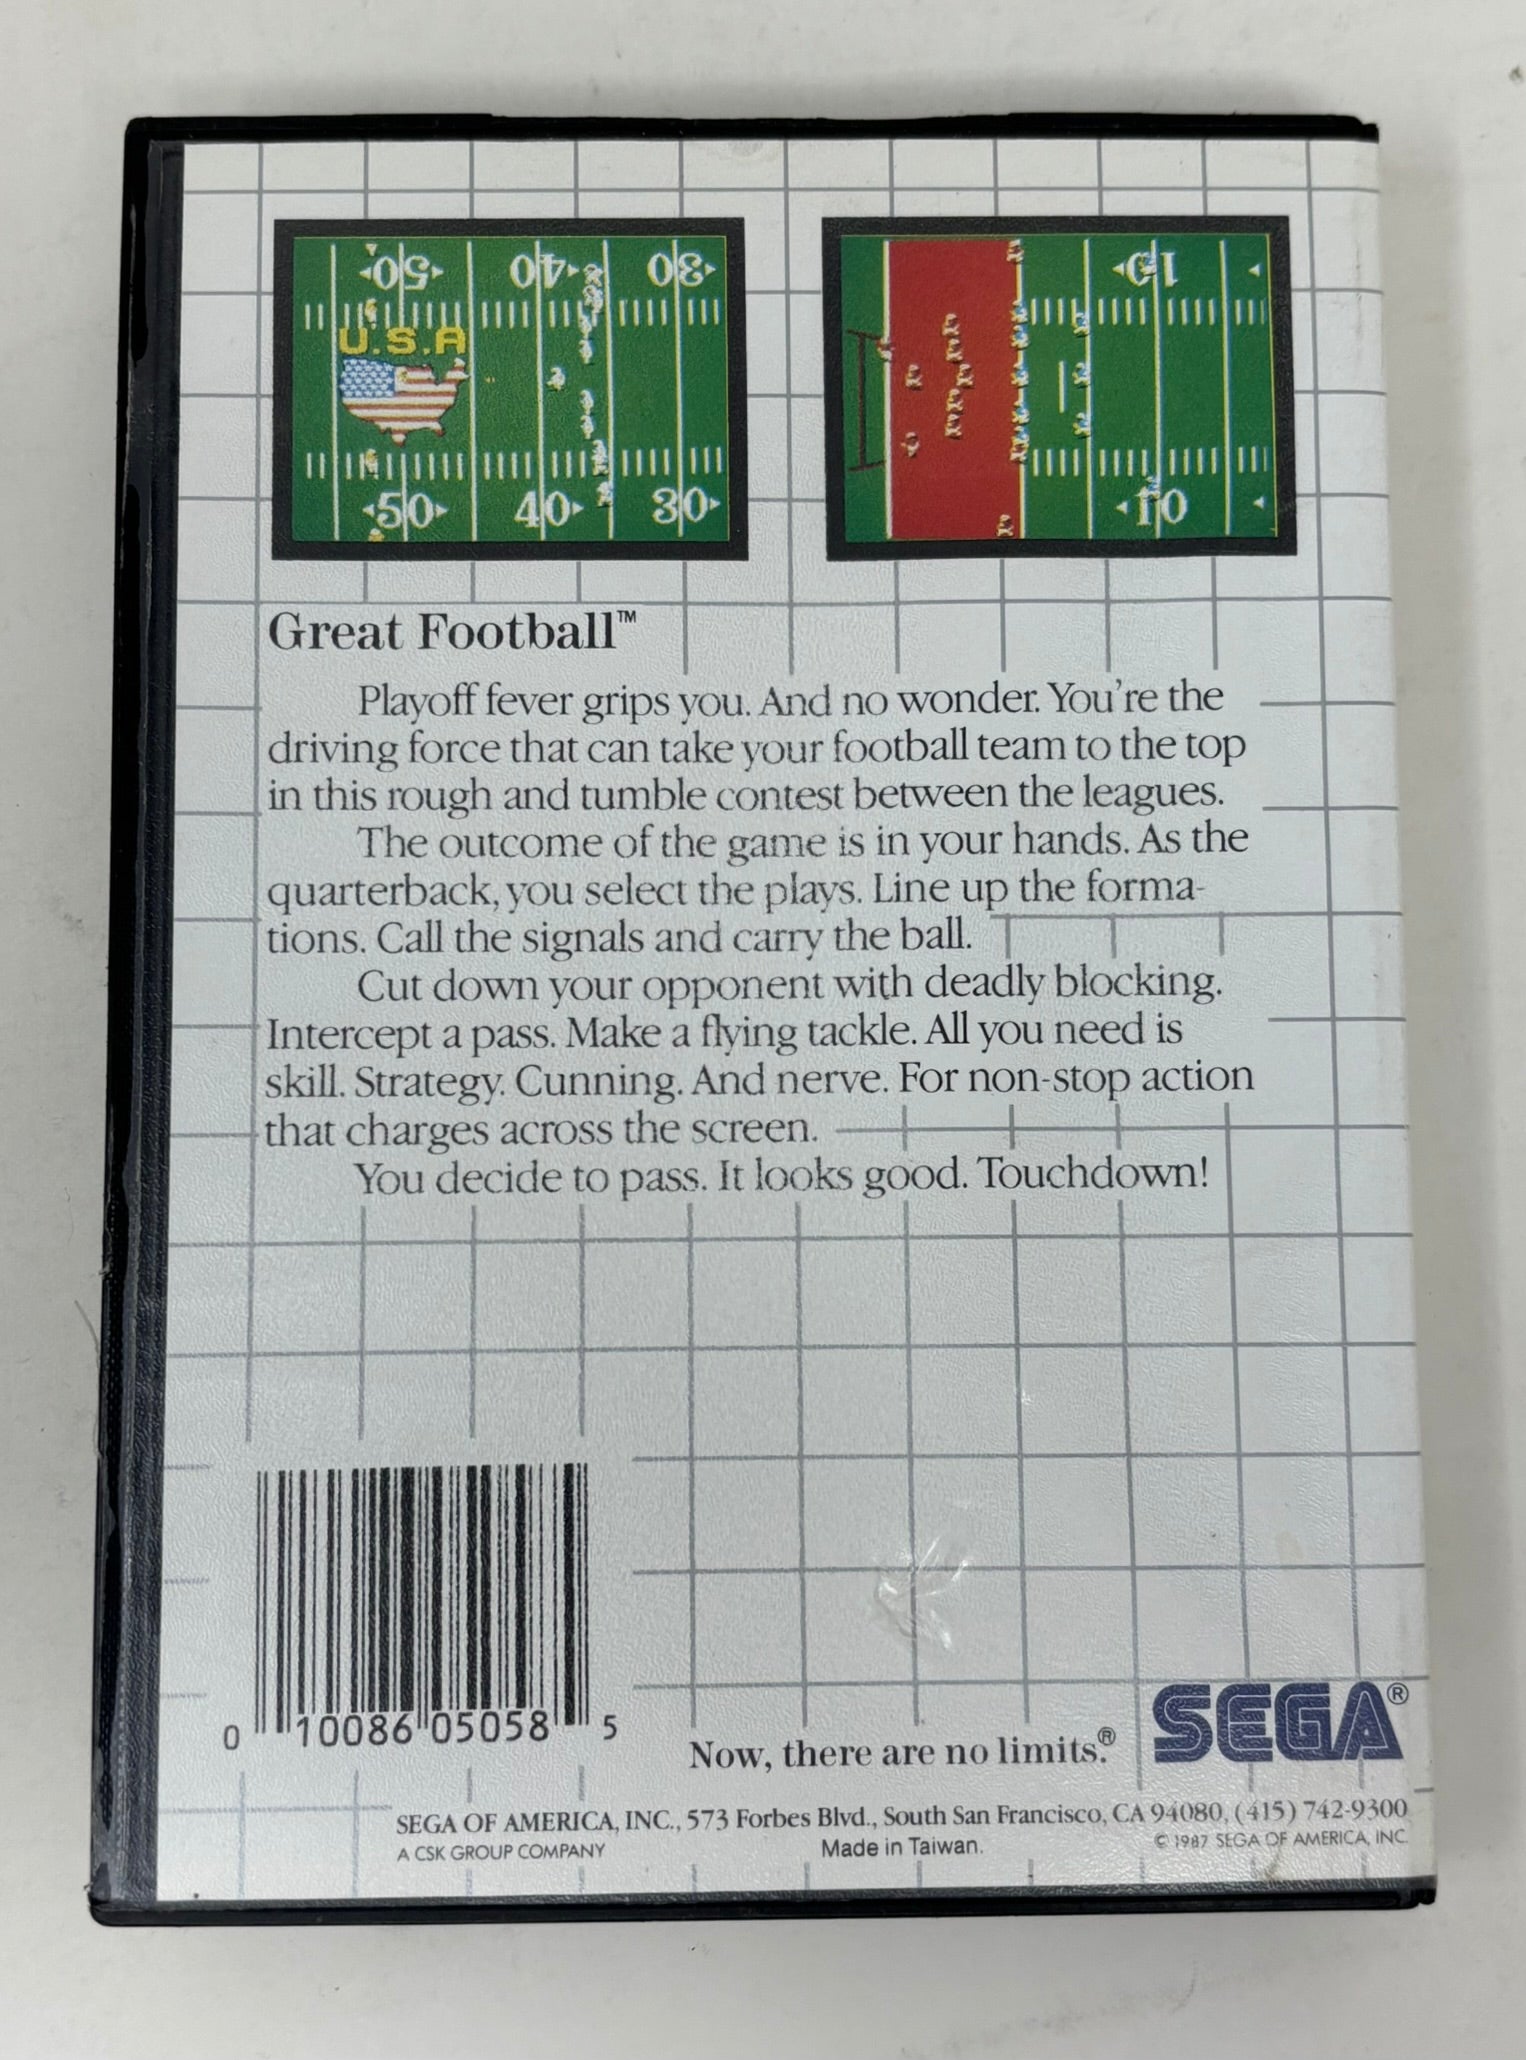 50 40 30
U.S.A
50 40 30
10
10
Great Football™
Playoff fever grips you. And no wonder. You're the
driving force that can take your football team to the top
in this rough and tumble contest between the leagues.
The outcome of the game is in your hands. As the
quarterback, you select the plays. Line up the forma-
tions. Call the signals and carry the ball.
Cut down your opponent with deadly blocking.
Intercept a pass. Make a flying tackle. All you need is
skill. Strategy. Cunning. And nerve. For non-stop action
that charges across the screen.
You decide to pass. It looks good. Touchdown!
0 10086 05058 5
Now, there are no limits.®
SEGA®
SEGA OF AMERICA, INC., 573 Forbes Blvd., South San Francisco, CA 94080, (415) 742-9300
A CSK GROUP COMPANY
Made in Taiwan.
© 1987 SEGA OF AMERICA, INC.